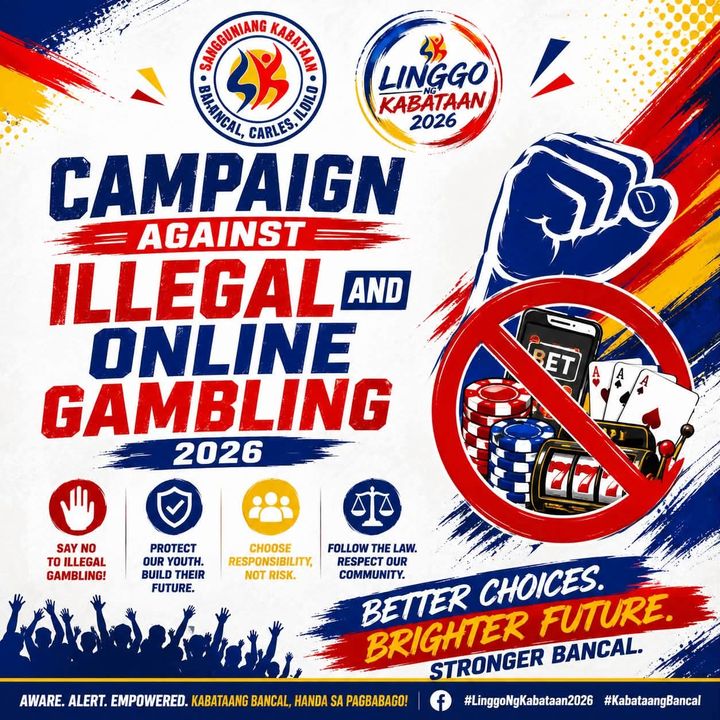 SANGGUNIANG KABATAAN
BANCAL, CARLES, ILOILO
LINGGO
NG
KABATAAN
2026
CAMPAIGN
AGAINST
ILLEGAL AND
ONLINE
GAMBLING
2026
BET
A
A
A
777
SAY NO
TO ILLEGAL
GAMBLING!
PROTECT
OUR YOUTH.
BUILD THEIR
FUTURE.
CHOOSE
RESPONSIBILITY,
NOT RISK.
FOLLOW THE LAW.
RESPECT OUR
COMMUNITY.
BETTER CHOICES.
BRIGHTER FUTURE.
STRONGER BANCAL.
AWARE. ALERT. EMPOWERED. KABATAANG BANCAL, HANDA SA PAGBABAGO! #LinggoNgKabataan2026 #KabataangBancal